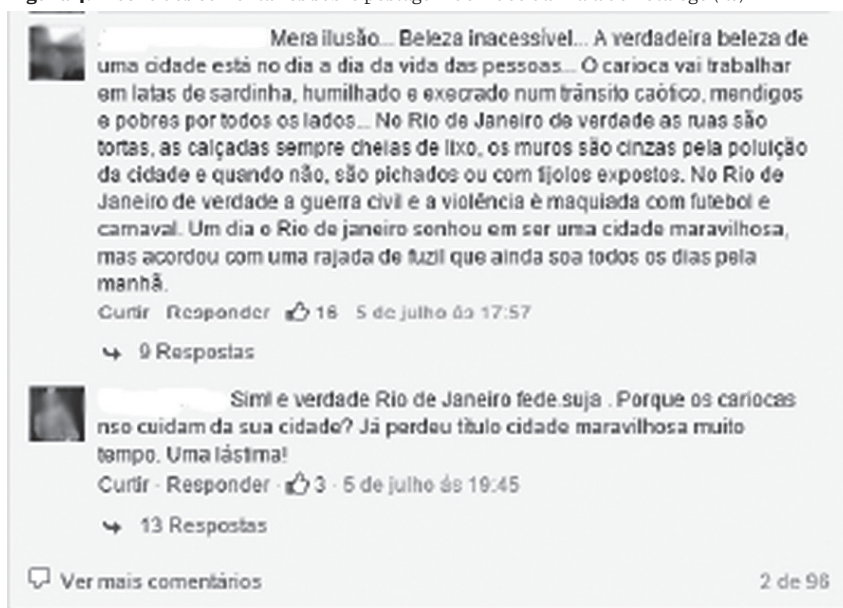 Mera ilusão... Beleza inacessível... A verdadeira beleza de
uma cidade está no dia a dia da vida das pessoas... O carioca vai trabalhar
em latas de sardinha, humilhado e execrado num trânsito caótico, mendigos
e pobres por todos os lados... No Rio de Janeiro de verdade as ruas são
tortas, as calçadas sempre cheias de lixo, os muros são cinzas pela poluição
da cidade e quando não, são pichados ou com tijolos expostos. No Rio de
Janeiro de verdade a guerra civil e a violência è maquiada com futebol e
carnaval. Um dia o Rio de janeiro sonhou em ser uma cidade maravilhosa,
mas acordou com uma rajada de fuzil que ainda soa todos os dias pela
manhã.
Curtir Responder 16 5 de julho às 17:57
9 Respostas
Siml e verdade Rio de Janeiro fede suja . Porque os cariocas
nso cuidam da sua cidade? Já perdeu título cidade maravilhosa muito
tempo. Uma lástima!
Curtir · Responder · 3 · 5 de julho às 19:45
13 Respostas
Ver mais comentários
2 de 96